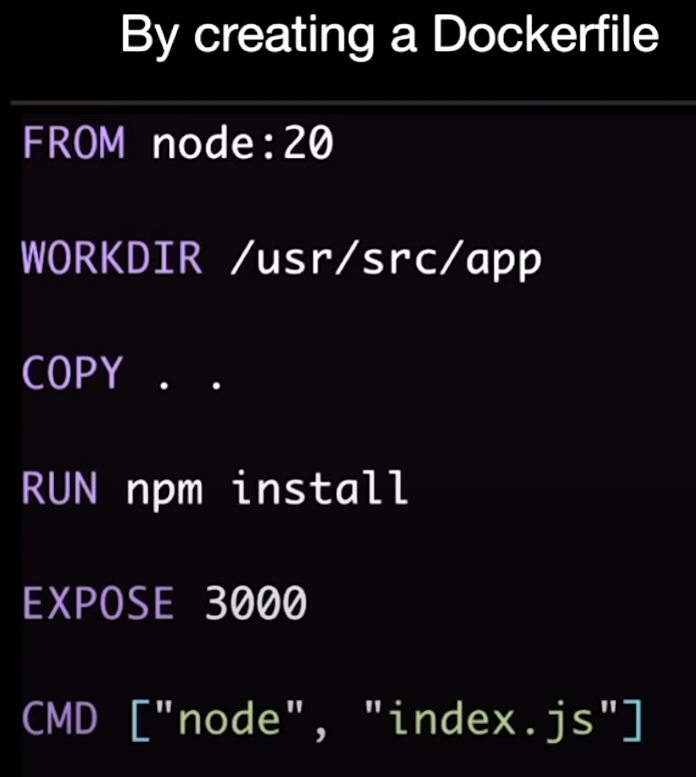 By creating a Dockerfile
FROM node:20
WORKDIR /usr/src/app
COPY . .
RUN npm install
EXPOSE 3000
CMD ["node", "index.js"]